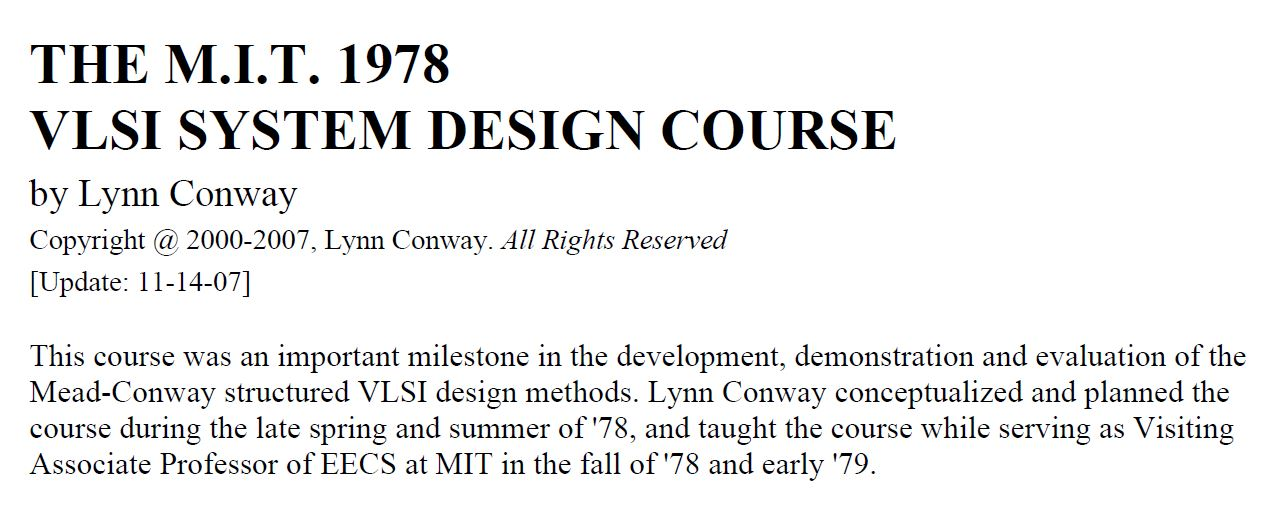 THE M.I.T. 1978
VLSI SYSTEM DESIGN COURSE
by Lynn Conway
Copyright @ 2000-2007, Lynn Conway. All Rights Reserved
[Update: 11-14-07]
This course was an important milestone in the development, demonstration and evaluation of the
Mead-Conway structured VLSI design methods. Lynn Conway conceptualized and planned the
course during the late spring and summer of '78, and taught the course while serving as Visiting
Associate Professor of EECS at MIT in the fall of '78 and early '79.